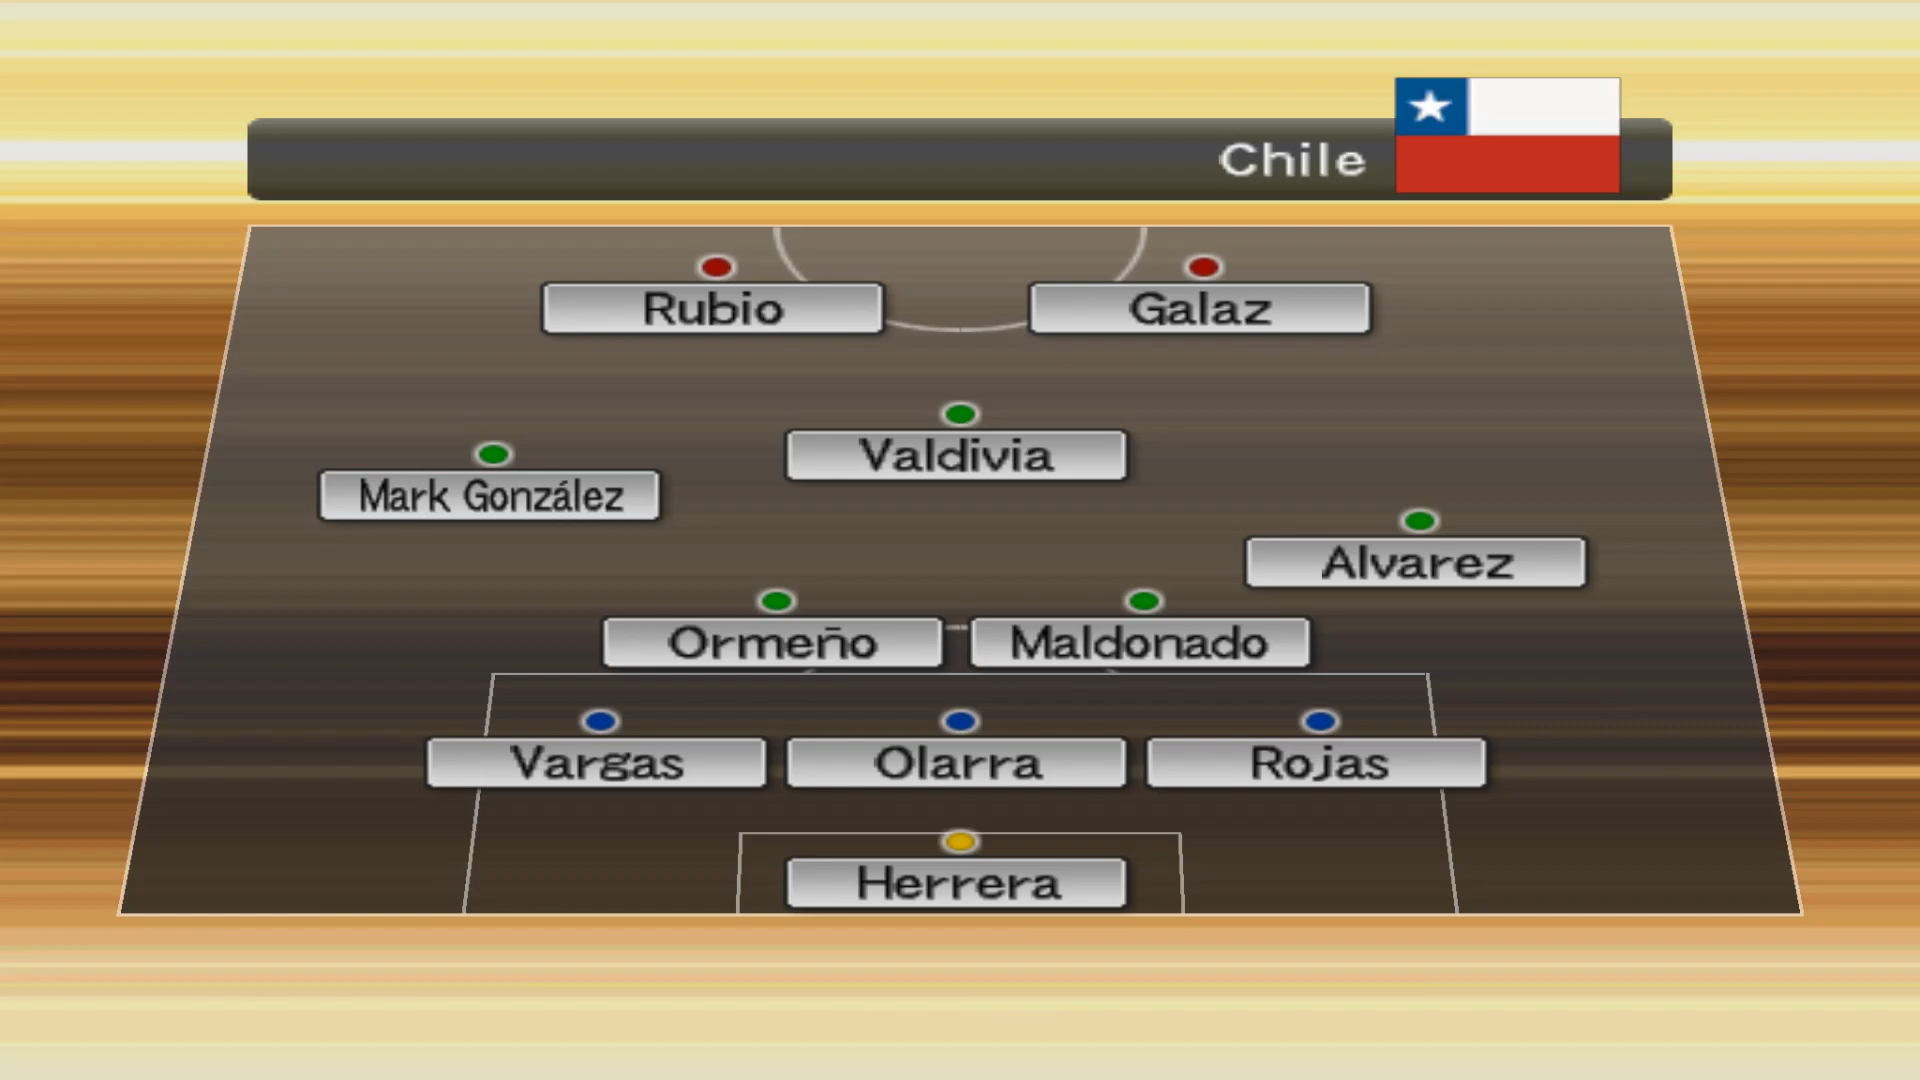 Chile
Rubio
Galaz
Valdivia
Mark González
Alvarez
Ormeño
Maldonado
Vargas
Olarra
Rojas
Herrera